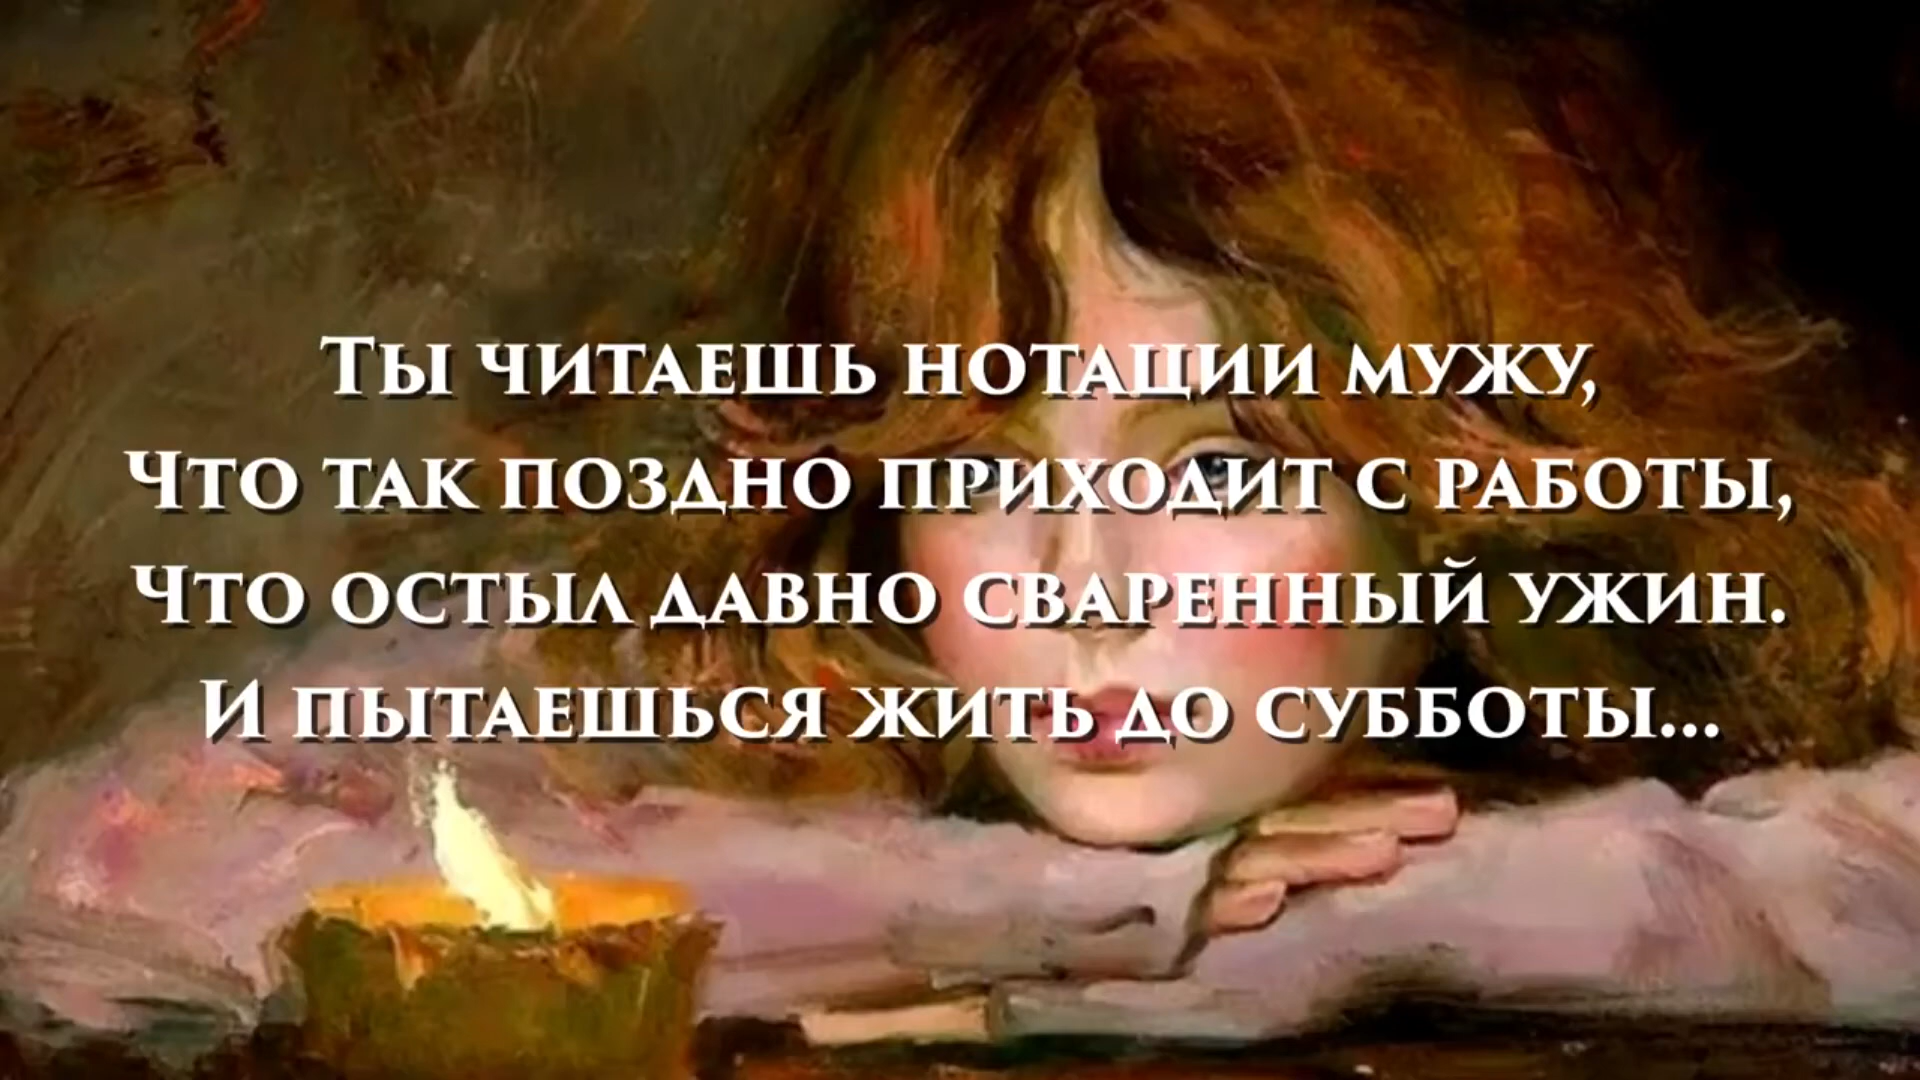 Ты читаешь нотации мужу,
Что так поздно приходит с работы,
Что остыл давно сваренный ужин.
И пытаешься жить до субботы...